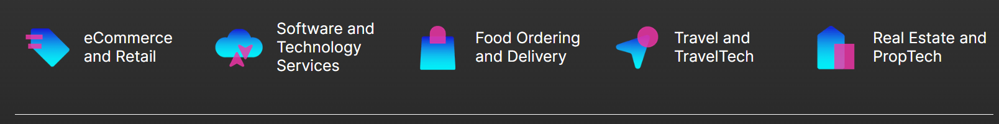 eCommerce
and Retail
Software and
Technology
Services
Food Ordering
and Delivery
Travel and
TravelTech
Real Estate and
PropTech